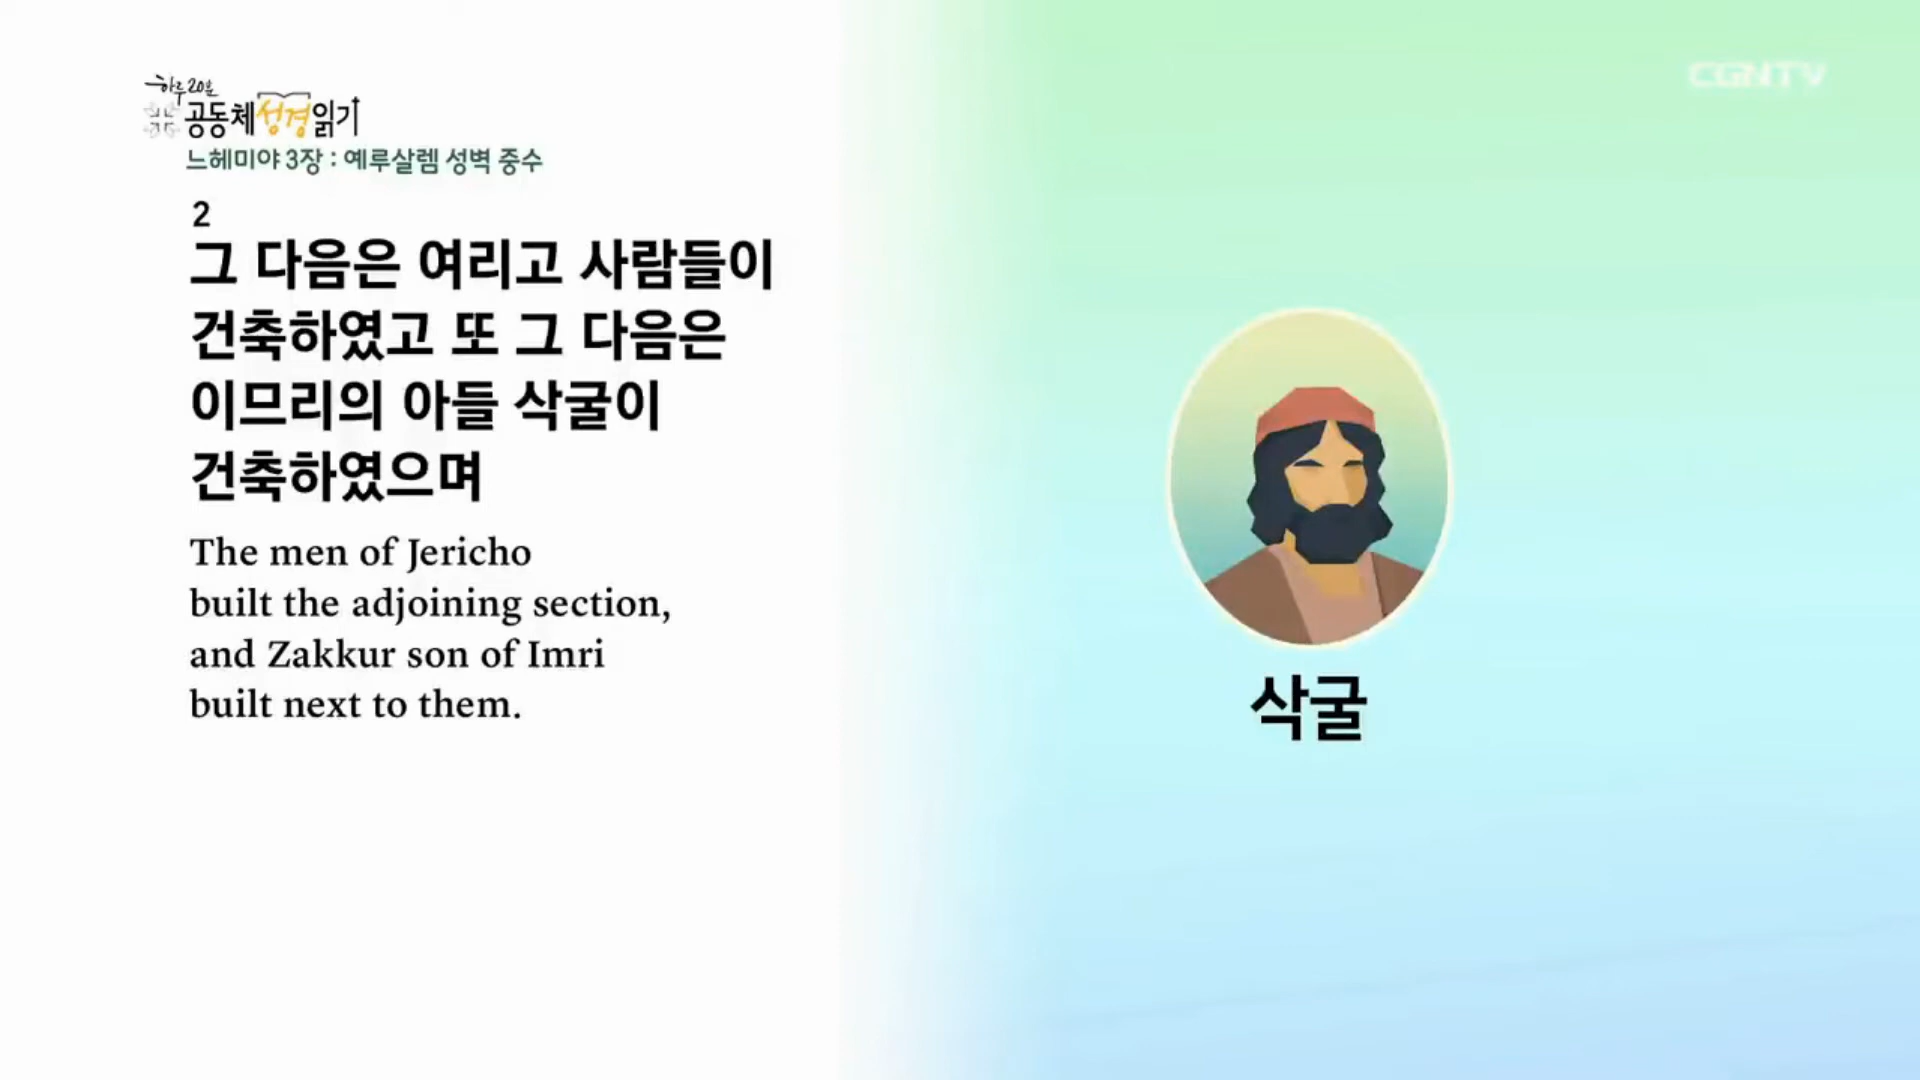 하루 20분
공동체성경읽기
느헤미야 3장 : 예루살렘 성벽 중수
2
그 다음은 여리고 사람들이
건축하였고 또 그 다음은
이므리의 아들 삭굴이
건축하였으며
The men of Jericho
built the adjoining section,
and Zakkur son of Imri
built next to them.
CGNTV
삭굴